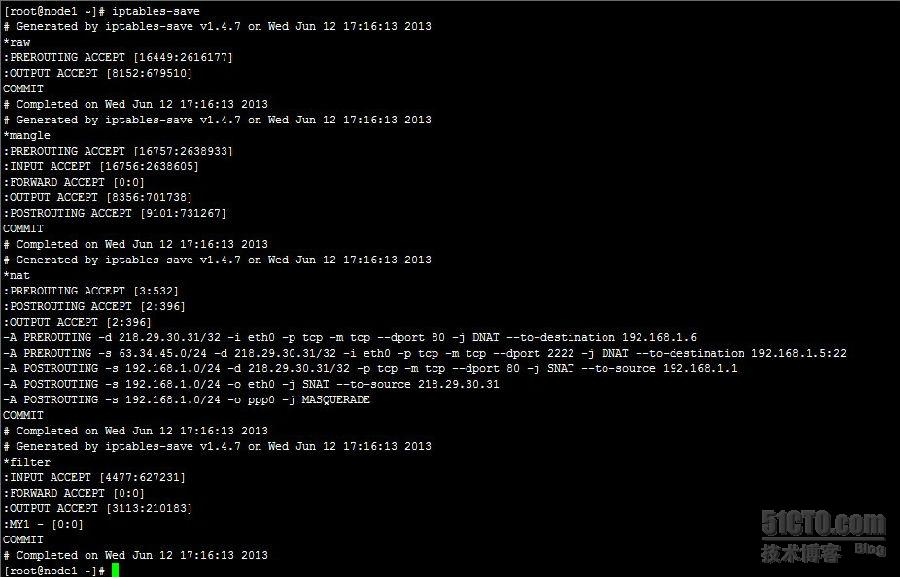 [root@node1 ~]# iptables-save
# Generated by iptables-save v1.4.7 on Wed Jun 12 17:16:13 2013
*raw
:PREROUTING ACCEPT [16449:2616177]
:OUTPUT ACCEPT [8152:679510]
COMMIT
# Completed on Wed Jun 12 17:16:13 2013
# Generated by iptables-save v1.4.7 on Wed Jun 12 17:16:13 2013
*mangle
:PREROUTING ACCEPT [16757:2638933]
:INPUT ACCEPT [16756:2638605]
:FORWARD ACCEPT [0:0]
:OUTPUT ACCEPT [8356:701738]
:POSTROUTING ACCEPT [9101:731267]
COMMIT
# Completed on Wed Jun 12 17:16:13 2013
# Generated by iptables-save v1.4.7 on Wed Jun 12 17:16:13 2013
*nat
:PREROUTING ACCEPT [3:532]
:POSTROUTING ACCEPT [2:396]
:OUTPUT ACCEPT [2:396]
-A PREROUTING -d 218.29.30.31/32 -i eth0 -p tcp -m tcp --dport 80 -j DNAT --to-destination 192.168.1.6
-A PREROUTING -s 63.34.45.0/24 -d 218.29.30.31/32 -i eth0 -p tcp -m tcp --dport 2222 -j DNAT --to-destination 192.168.1.5:22
-A POSTROUTING -s 192.168.1.0/24 -d 218.29.30.31/32 -p tcp -m tcp --dport 80 -j SNAT --to-source 192.168.1.1
-A POSTROUTING -s 192.168.1.0/24 -o eth0 -j SNAT --to-source 218.29.30.31
-A POSTROUTING -s 192.168.1.0/24 -o ppp0 -j MASQUERADE
COMMIT
# Completed on Wed Jun 12 17:16:13 2013
# Generated by iptables-save v1.4.7 on Wed Jun 12 17:16:13 2013
*filter
:INPUT ACCEPT [4477:627231]
:FORWARD ACCEPT [0:0]
:OUTPUT ACCEPT [3113:210183]
:MY1 - [0:0]
COMMIT
# Completed on Wed Jun 12 17:16:13 2013
[root@node1 ~]#
51CTO.com
技术博客 Blog